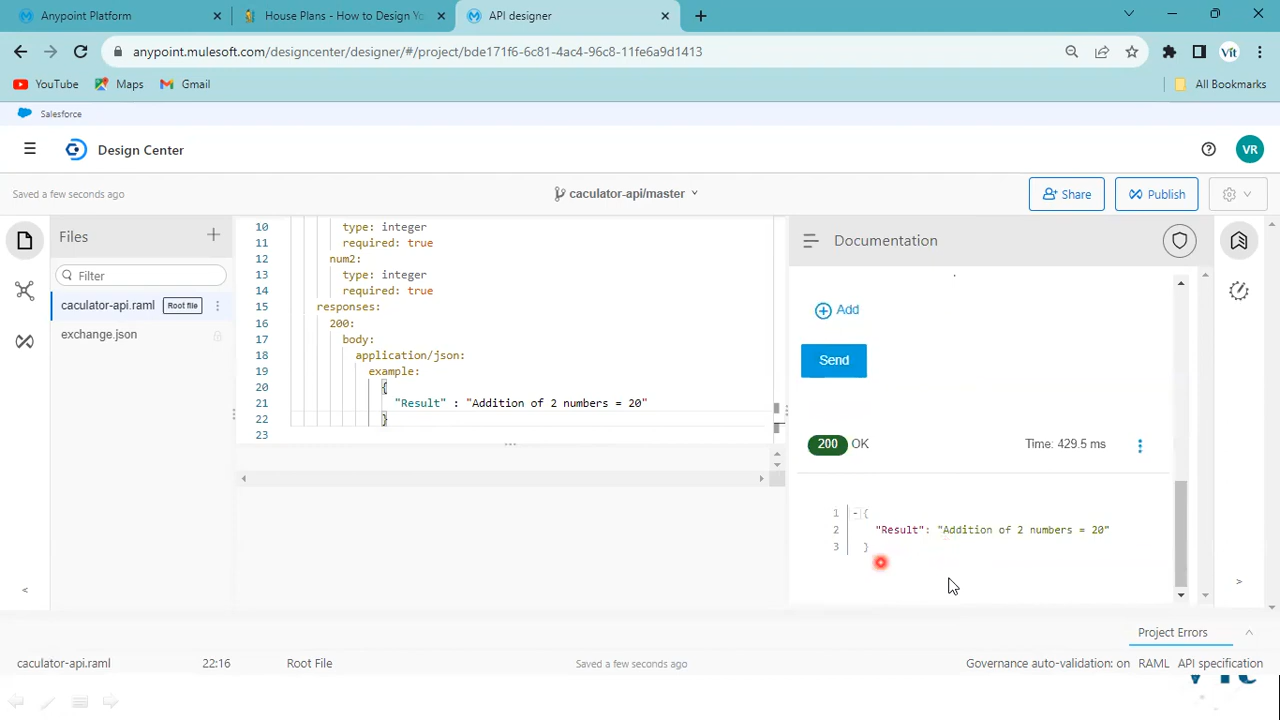 Anypoint Platform
House Plans - How to Design Yo
API designer
anypoint.mulesoft.com/designcenter/designer/#/project/bde171f6-6c81-4ac4-96c8-11fe6a9d1413
Vit
YouTube
Maps
Gmail
All Bookmarks
Salesforce
Design Center
VR
Saved a few seconds ago
caculator-api/master
Share
Publish
Files
Filter
caculator-api.raml
Root file
exchange.json
10 type: integer
11 required: true
12 num2:
13 type: integer
14 required: true
15 responses:
16 200:
17 body:
18 application/json:
19 example:
20 {
21 "Result" : "Addition of 2 numbers = 20"
22 }
23
Documentation
Add
Send
200 OK
Time: 429.5 ms
1 - {
2 "Result": "Addition of 2 numbers = 20"
3 }
Project Errors
caculator-api.raml
22:16
Root File
Saved a few seconds ago
Governance auto-validation: on
RAML
API specification